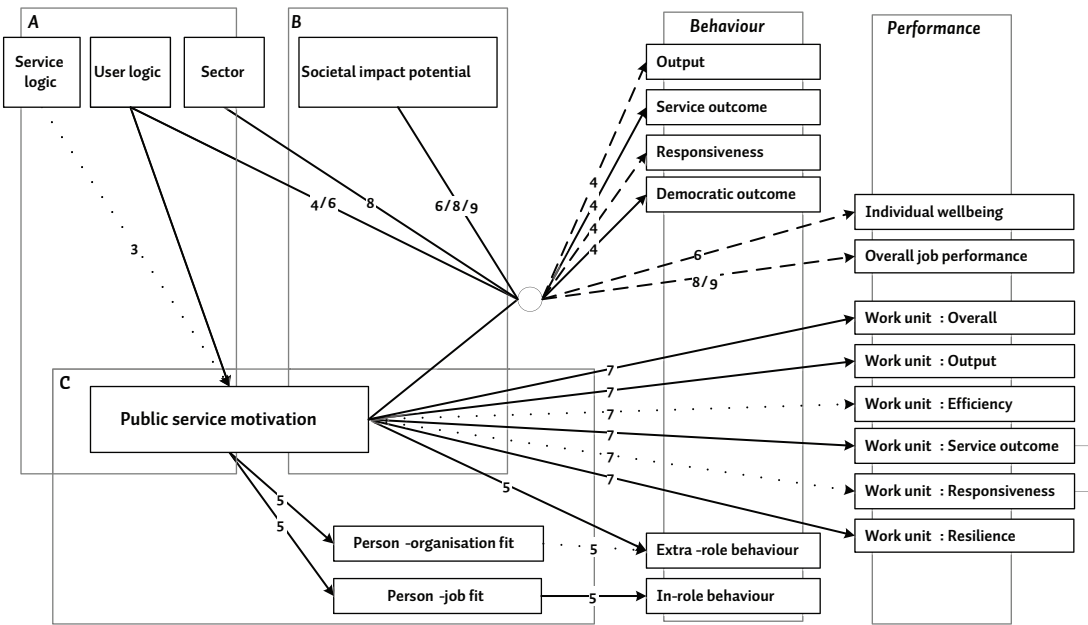 A
B
Behaviour
Performance
Service
logic
User logic
Sector
Societal impact potential
Output
Service outcome
Responsiveness
Democratic outcome
4
4
4
4
4/6
8
6/8/9
3
Individual wellbeing
6
Overall job performance
8/9
Work unit : Overall
7
Work unit : Output
7
C
Public service motivation
Work unit : Efficiency
7
Work unit : Service outcome
7
7
Work unit : Responsiveness
7
5
5
5
Work unit : Resilience
Person -organisation fit
5
Extra -role behaviour
Person -job fit
5
In-role behaviour